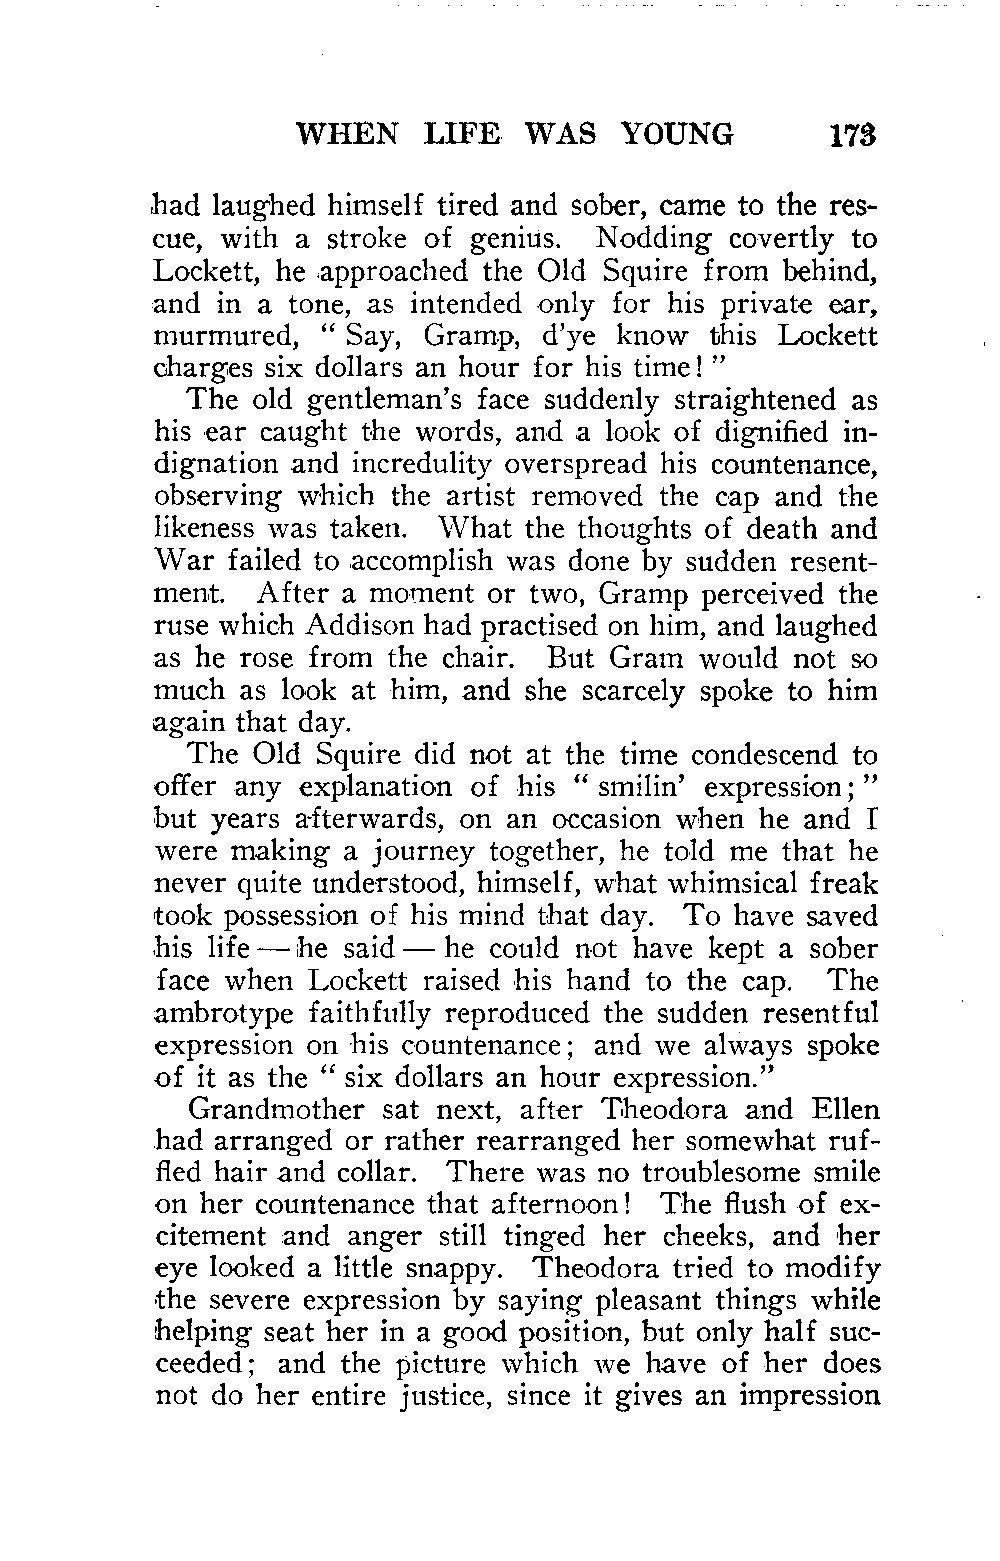 WHEN LIFE WAS YOUNG 173
had laughed himself tired and sober, came to the res-
cue, with a stroke of genius. Nodding covertly to
Lockett, he approached the Old Squire from behind,
and in a tone, as intended only for his private ear,
murmured, “ Say, Gramp, d’ye know this Lockett
charges six dollars an hour for his time! ”
The old gentleman’s face suddenly straightened as
his ear caught the words, and a look of dignified in-
dignation and incredulity overspread his countenance,
observing which the artist removed the cap and the
likeness was taken. What the thoughts of death and
War failed to accomplish was done by sudden resent-
ment. After a moment or two, Gramp perceived the
ruse which Addison had practised on him, and laughed
as he rose from the chair. But Gram would not so
much as look at him, and she scarcely spoke to him
again that day.
The Old Squire did not at the time condescend to
offer any explanation of his “ smilin’ expression; ”
but years afterwards, on an occasion when he and I
were making a journey together, he told me that he
never quite understood, himself, what whimsical freak
took possession of his mind that day. To have saved
his life — he said — he could not have kept a sober
face when Lockett raised his hand to the cap. The
ambrotype faithfully reproduced the sudden resentful
expression on his countenance; and we always spoke
of it as the “ six dollars an hour expression.”
Grandmother sat next, after Theodora and Ellen
had arranged or rather rearranged her somewhat ruf-
fled hair and collar. There was no troublesome smile
on her countenance that afternoon! The flush of ex-
citement and anger still tinged her cheeks, and her
eye looked a little snappy. Theodora tried to modify
the severe expression by saying pleasant things while
helping seat her in a good position, but only half suc-
ceeded; and the picture which we have of her does
not do her entire justice, since it gives an impression